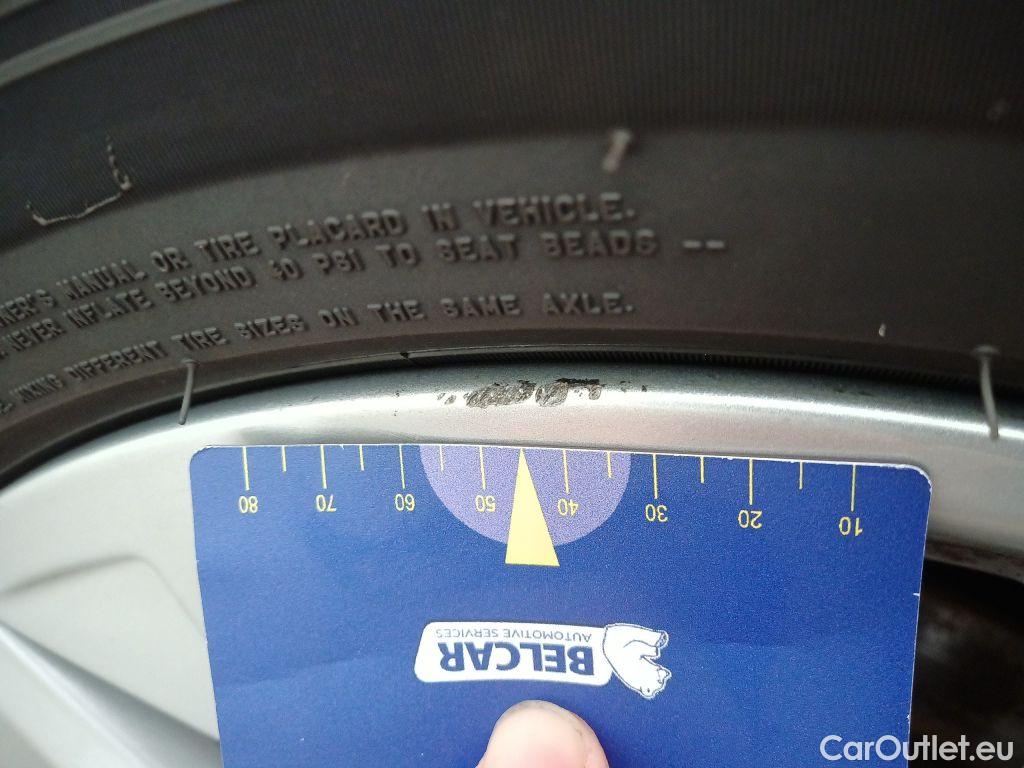 NER'S MANUAL OR TIRE PLACARD IN VEHICLE.
NEVER INFLATE BEYOND 40 PSI TO SEAT BEADS --
MIXING DIFFERENT TIRE SIZES ON THE SAME AXLE.
80 70 60 50 40 30 20 10
BELCAR
AUTOMOTIVE SERVICES
CarOutlet.eu